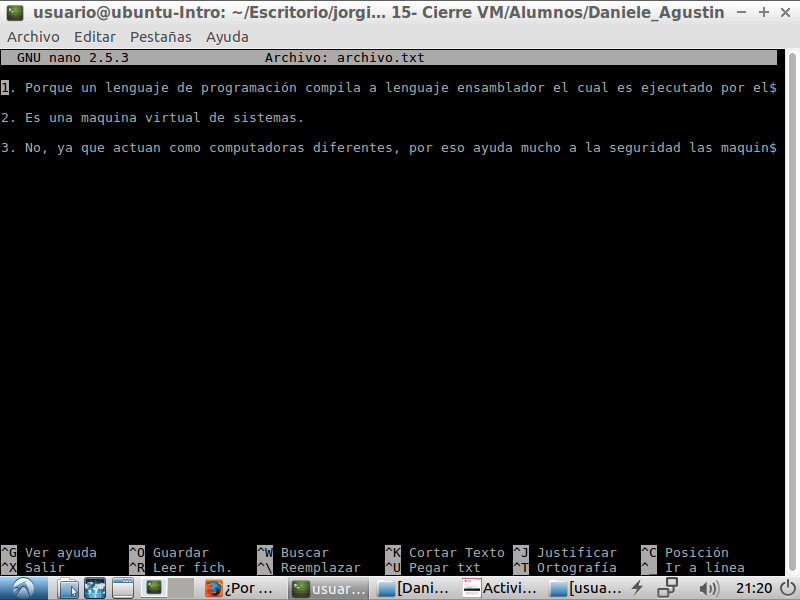 usuario@ubuntu-Intro: ~/Escritorio/jorgi... 15- Cierre VM/Alumnos/Daniele_Agustin
Archivo Editar Pestañas Ayuda
GNU nano 2.5.3 Archivo: archivo.txt
1. Porque un lenguaje de programación compila a lenguaje ensamblador el cual es ejecutado por el$
2. Es una maquina virtual de sistemas.
3. No, ya que actuan como computadoras diferentes, por eso ayuda mucho a la seguridad las maquin$
^G Ver ayuda ^O Guardar ^W Buscar ^K Cortar Texto ^J Justificar ^C Posición
^X Salir ^R Leer fich. ^\ Reemplazar ^U Pegar txt ^T Ortografía ^_ Ir a línea
¿Por ... usuar... [Dani... Activi... [usua... 21:20